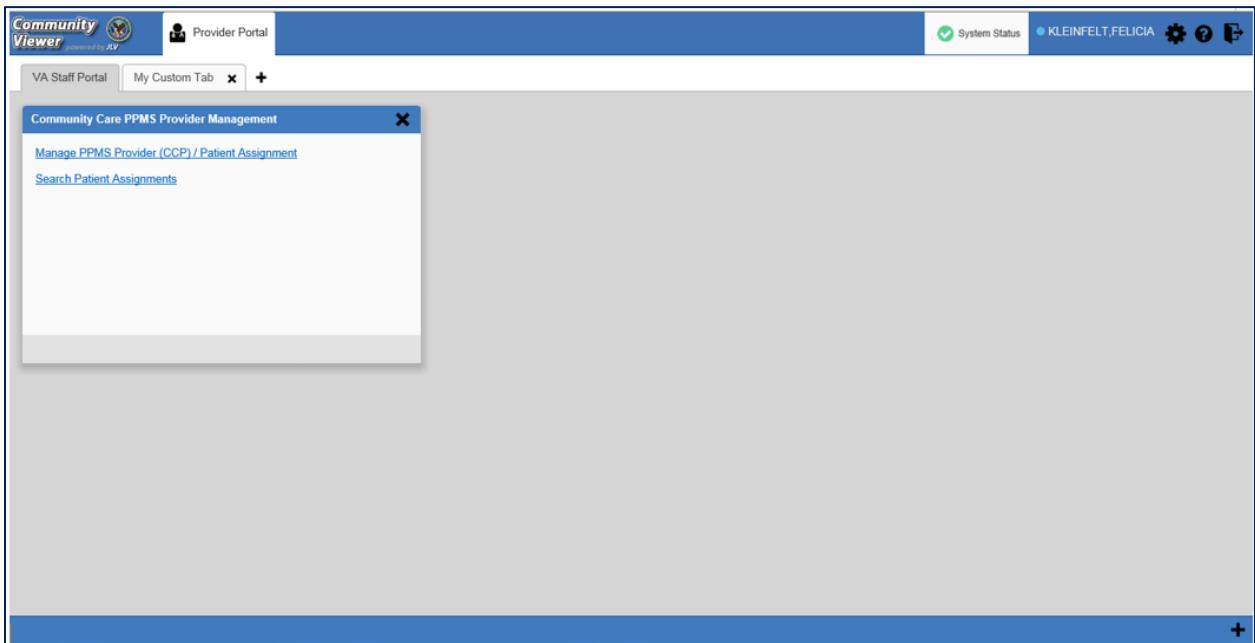 Community
Viewer powered by JLV
Provider Portal
System Status
KLEINFELT,FELICIA
VA Staff Portal
My Custom Tab
Community Care PPMS Provider Management
Manage PPMS Provider (CCP) / Patient Assignment
Search Patient Assignments